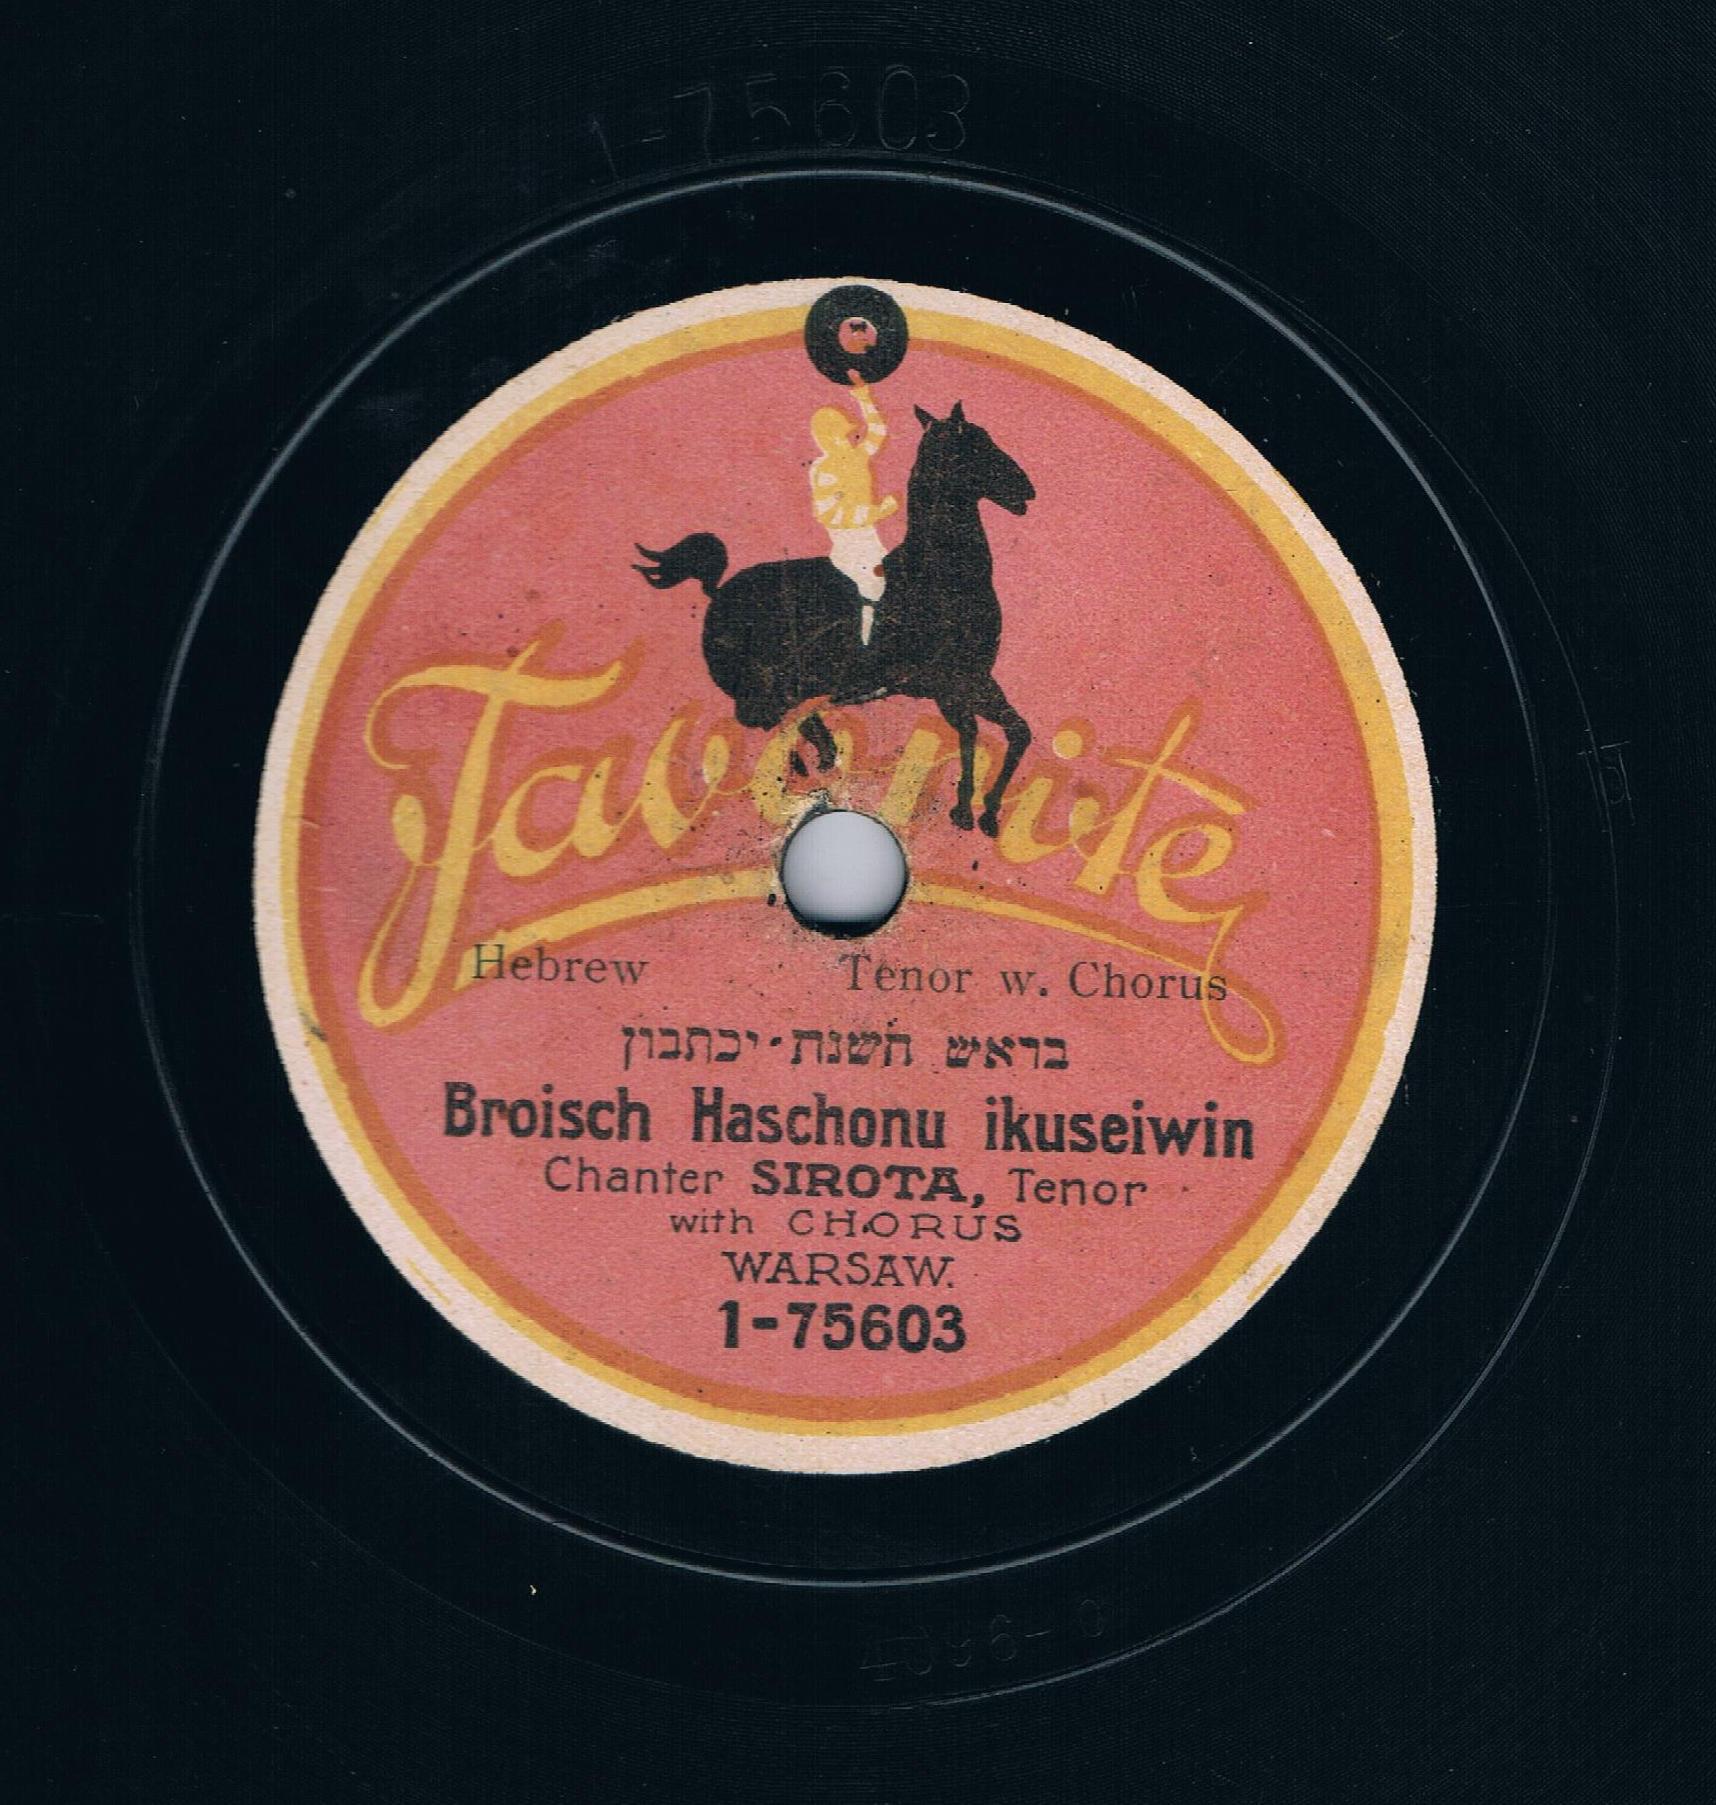 1-75603
Favorite
Hebrew Tenor w. Chorus
בראש חשנת·יכתבון
Broisch Haschonu ikuseiwin
Chanter SIROTA, Tenor
with CHORUS
WARSAW.
1-75603